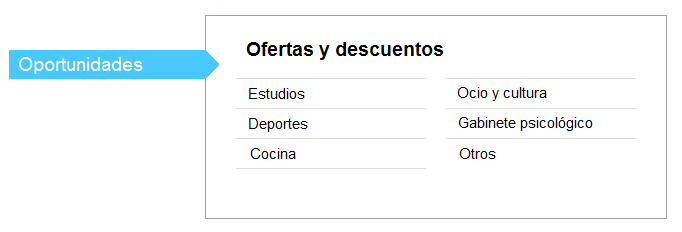 Oportunidades
Ofertas y descuentos
Estudios
Ocio y cultura
Deportes
Gabinete psicológico
Cocina
Otros